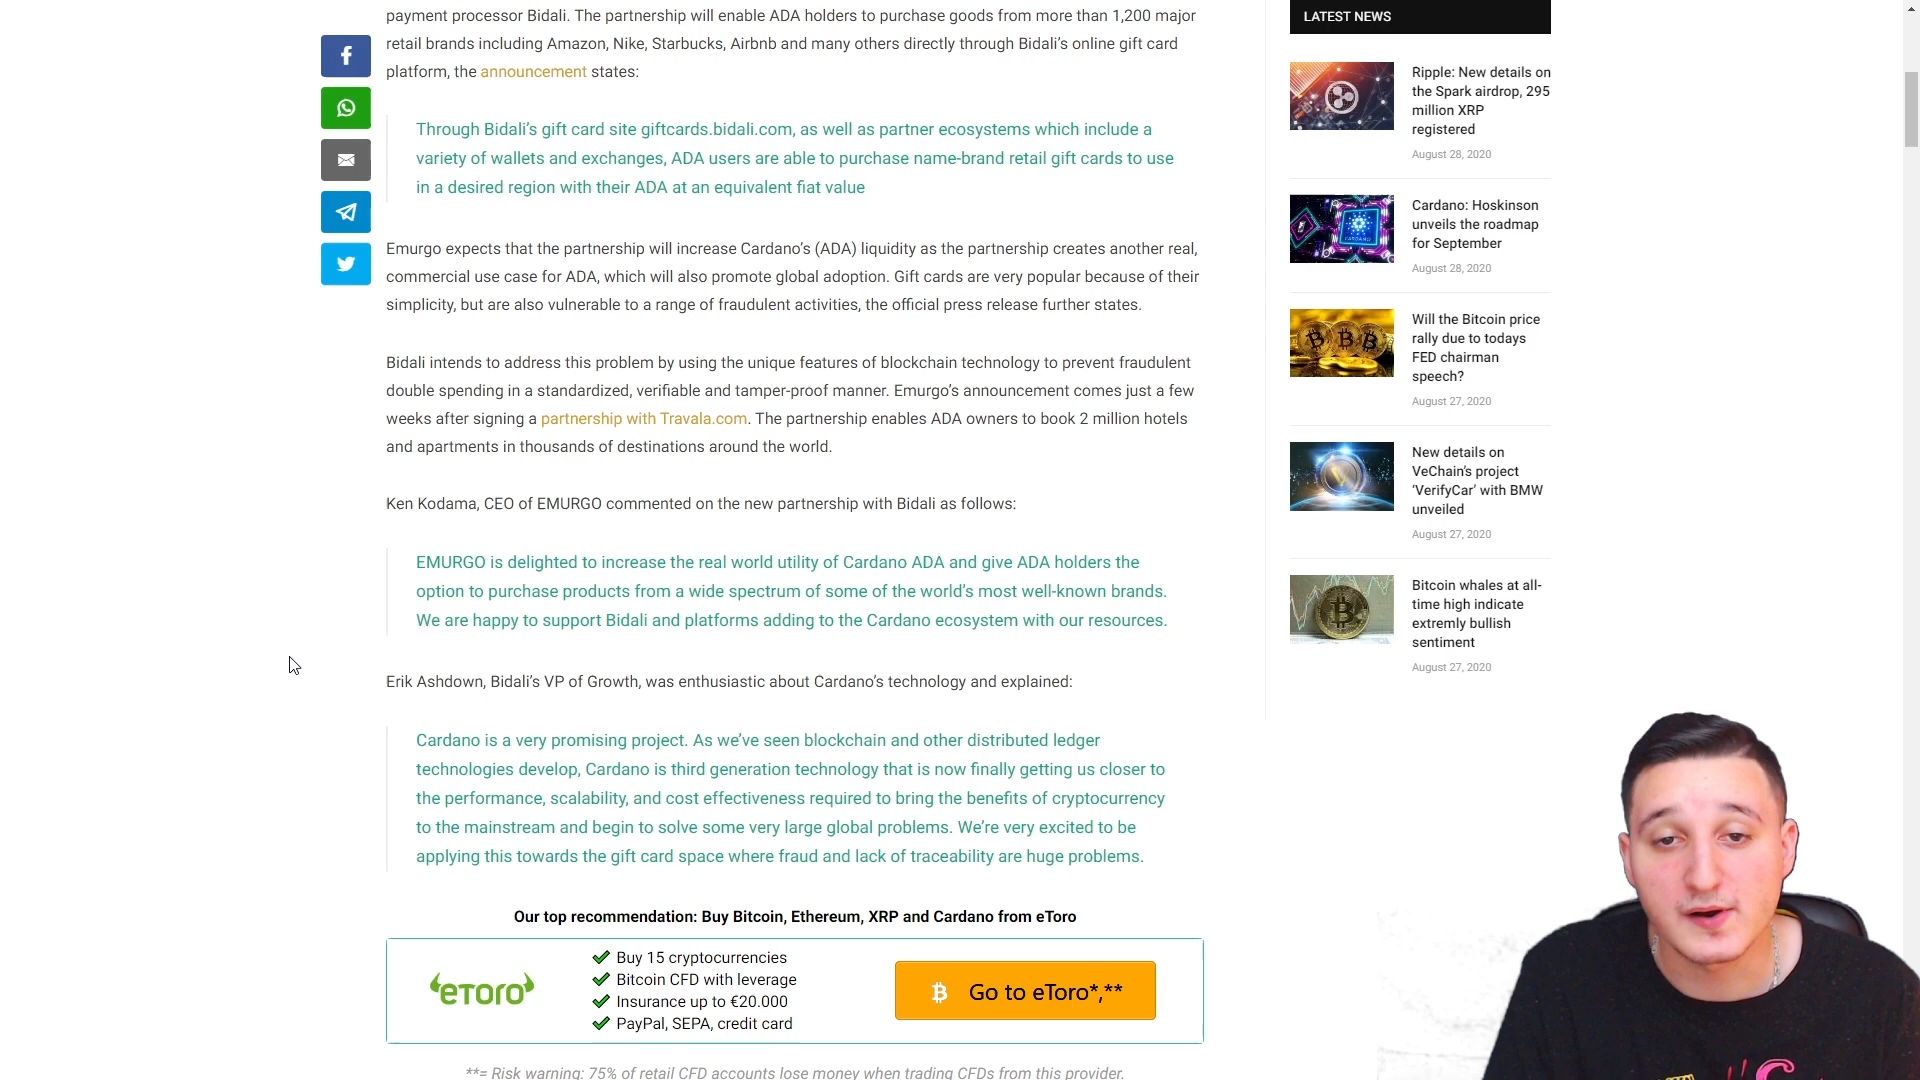 payment processor Bidali. The partnership will enable ADA holders to purchase goods from more than 1,200 major
retail brands including Amazon, Nike, Starbucks, Airbnb and many others directly through Bidali's online gift card
platform, the announcement states:
Through Bidali's gift card site giftcards.bidali.com, as well as partner ecosystems which include a
variety of wallets and exchanges, ADA users are able to purchase name-brand retail gift cards to use
in a desired region with their ADA at an equivalent fiat value
Emurgo expects that the partnership will increase Cardano's (ADA) liquidity as the partnership creates another real,
commercial use case for ADA, which will also promote global adoption. Gift cards are very popular because of their
simplicity, but are also vulnerable to a range of fraudulent activities, the official press release further states.
Bidali intends to address this problem by using the unique features of blockchain technology to prevent fraudulent
double spending in a standardized, verifiable and tamper-proof manner. Emurgo's announcement comes just a few
weeks after signing a partnership with Travala.com. The partnership enables ADA owners to book 2 million hotels
and apartments in thousands of destinations around the world.
Ken Kodama, CEO of EMURGO commented on the new partnership with Bidali as follows:
EMURGO is delighted to increase the real world utility of Cardano ADA and give ADA holders the
option to purchase products from a wide spectrum of some of the world's most well-known brands.
We are happy to support Bidali and platforms adding to the Cardano ecosystem with our resources.
Erik Ashdown, Bidali's VP of Growth, was enthusiastic about Cardano's technology and explained:
Cardano is a very promising project. As we've seen blockchain and other distributed ledger
technologies develop, Cardano is third generation technology that is now finally getting us closer to
the performance, scalability, and cost effectiveness required to bring the benefits of cryptocurrency
to the mainstream and begin to solve some very large global problems. We're very excited to be
applying this towards the gift card space where fraud and lack of traceability are huge problems.
Our top recommendation: Buy Bitcoin, Ethereum, XRP and Cardano from eToro
eToro
Buy 15 cryptocurrencies
Bitcoin CFD with leverage
Insurance up to €20.000
PayPal, SEPA, credit card
Go to eToro*,**
**= Risk warning: 75% of retail CFD accounts lose money when trading CFDs from this provider.
LATEST NEWS
Ripple: New details on
the Spark airdrop, 295
million XRP
registered
August 28, 2020
CARDANO
Cardano: Hoskinson
unveils the roadmap
for September
August 28, 2020
Will the Bitcoin price
rally due to todays
FED chairman
speech?
August 27, 2020
New details on
VeChain's project
'VerifyCar' with BMW
unveiled
August 27, 2020
Bitcoin whales at all-
time high indicate
extremly bullish
sentiment
August 27, 2020